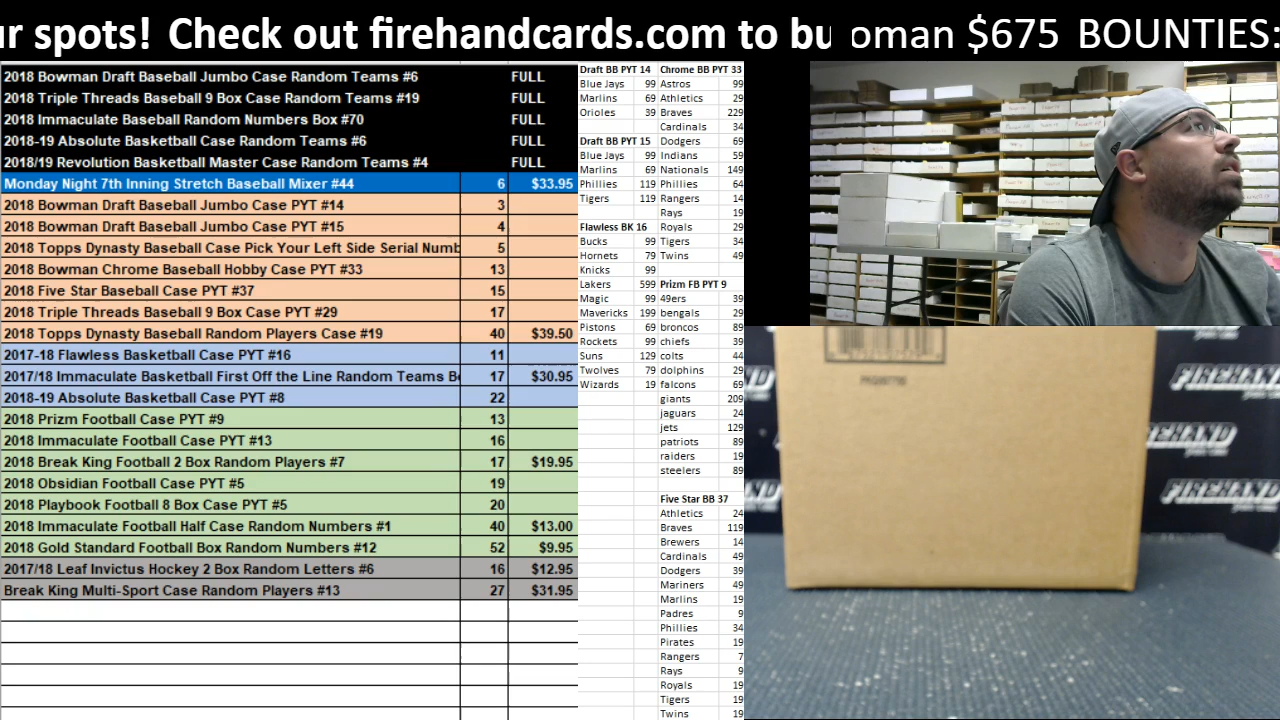 ur spots! Check out firehandcards.com to bu
oman $675 BOUNTIES:
2018 Bowman Draft Baseball Jumbo Case Random Teams #6 FULL
2018 Triple Threads Baseball 9 Box Case Random Teams #19 FULL
2018 Immaculate Baseball Random Numbers Box #70 FULL
2018-19 Absolute Basketball Random Teams #6 FULL
2018/19 Revolution Basketball Master Case Random Teams #4 FULL
Monday Night 7th Inning Stretch Baseball Mixer #44 6 $33.95
2018 Bowman Draft Baseball Jumbo Case PYT #14 3
2018 Bowman Draft Baseball Jumbo Case PYT #15 4
2018 Topps Dynasty Baseball Case Pick Your Left Side Serial Numb 5
2018 Bowman Chrome Baseball Hobby Case PYT #33 13
2018 Five Star Baseball Case PYT #37 15
2018 Triple Threads Baseball 9 Box Case PYT #29 17
2018 Topps Dynasty Baseball Random Players Case #19 40 $39.50
2017-18 Flawless Basketball Case PYT #16 11
2017/18 Immaculate Basketball First Off the Line Random Teams Bo 17 $30.95
2018-19 Absolute Basketball Case PYT #8 22
2018 Prizm Football Case PYT #9 13
2018 Immaculate Football Case PYT #13 16
2018 Break King Football 2 Box Random Players #7 17 $19.95
2018 Obsidian Football Case PYT #5 19
2018 Playbook Football 8 Box Case PYT #5 20
2018 Immaculate Football Half Case Random Numbers #1 40 $13.00
2018 Gold Standard Football Box Random Numbers #12 52 $9.95
2017/18 Leaf Invictus Hockey 2 Box Random Letters #6 16 $12.95
Break King Multi-Sport Case Random Players #13 27 $31.95
Draft BB PYT 14
Blue Jays 99
Marlins 69
Orioles 39
Draft BB PYT 15
Blue Jays 99
Marlins 69
Phillies 119
Tigers 119
Flawless BK 16
Bucks 99
Hornets 79
Knicks 99
Lakers 599
Magic 99
Mavericks 199
Pistons 69
Rockets 99
Suns 129
Twolves 79
Wizards 19
Chrome BB PYT 33
Astros 99
Athletics 29
Braves 229
Cardinals 34
Dodgers 69
Indians 59
Nationals 149
Phillies 64
Rangers 14
Rays 19
Royals 29
Tigers 34
Twins 49
Prizm FB PYT 9
49ers 39
bengals 29
broncos 89
chiefs 39
colts 44
dolphins 29
falcons 69
giants 209
jaguars 24
jets 129
patriots 89
raiders 19
steelers 89
Five Star BB 37
Athletics 24
Braves 119
Brewers 14
Cardinals 49
Dodgers 39
Mariners 49
Marlins 19
Padres 9
Phillies 34
Pirates 19
Rangers 7
Rays 9
Royals 19
Tigers 19
Twins 19
FIREHAND
FIREHAND
FIREHAND